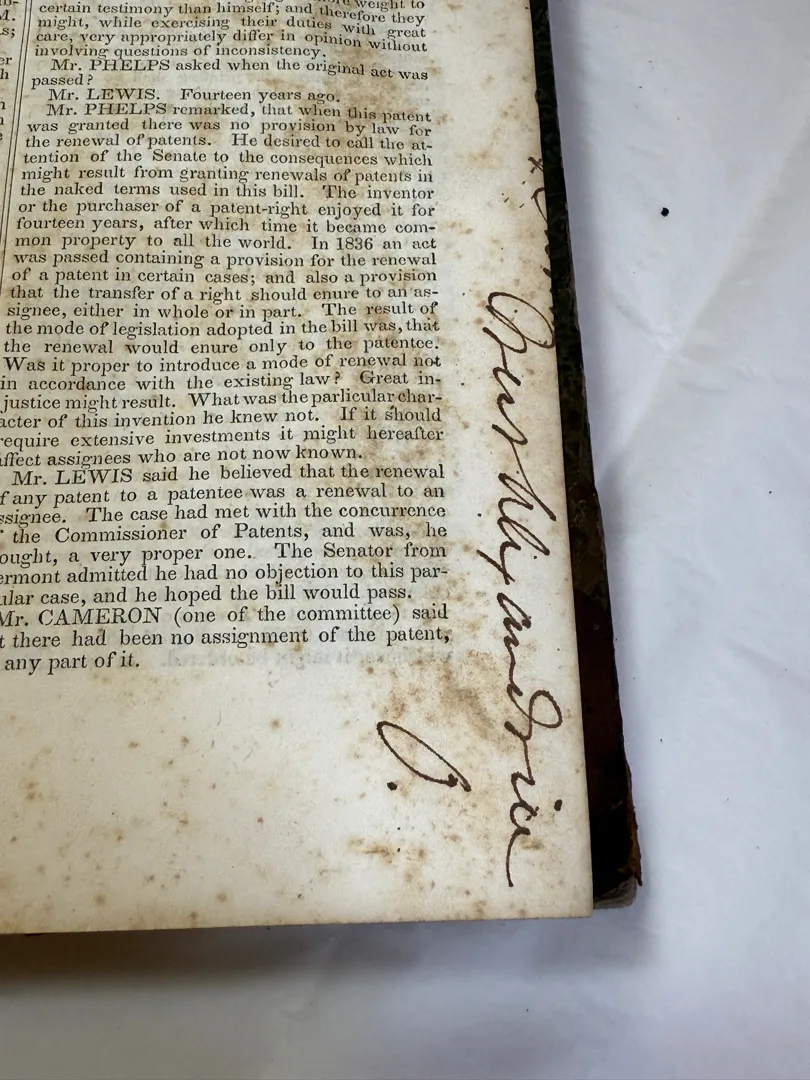 certain testimony than himself; and therefore they
might, while exercising their duties with great
care, very appropriately differ in opinion without
involving questions of inconsistency.
Mr. PHELPS asked when the original act was
passed?
Mr. LEWIS. Fourteen years ago.
Mr. PHELPS remarked, that when this patent
was granted there was no provision by law for
the renewal of patents. He desired to call the at-
tention of the Senate to the consequences which
might result from granting renewals of patents in
the naked terms used in this bill. The inventor
or the purchaser of a patent-right enjoyed it for
fourteen years, after which time it became com-
mon property to all the world. In 1836 an act
was passed containing a provision for the renewal
of a patent in certain cases; and also a provision
that the transfer of a right should enure to an as-
signee, either in whole or in part. The result of
the mode of legislation adopted in the bill was, that
the renewal would enure only to the patentee.
Was it proper to introduce a mode of renewal not
in accordance with the existing law? Great in-
justice might result. What was the parlicular char-
acter of this invention he knew not. If it should
require extensive investments it might hereafter
affect assignees who are not now known.
Mr. LEWIS said he believed that the renewal
f any patent to a patentee was a renewal to an
ssignee. The case had met with the concurrence
the Commissioner of Patents, and was, he
ought, a very proper one. The Senator from
ermont admitted he had no objection to this par-
ular case, and he hoped the bill would pass.
Mr. CAMERON (one of the committee) said
t there had been no assignment of the patent,
any part of it.
Alexandria